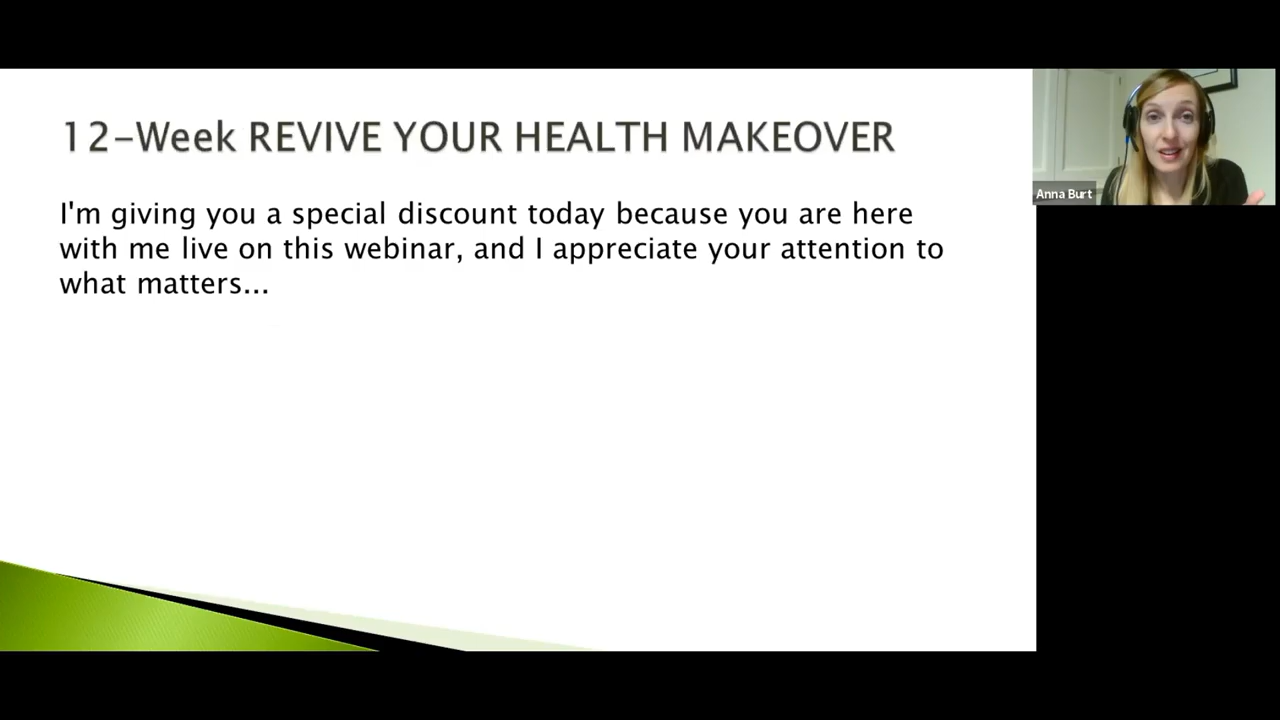 12-Week REVIVE YOUR HEALTH MAKEOVER
I'm giving you a special discount today because you are here
with me live on this webinar, and I appreciate your attention to
what matters...
Anna Burt